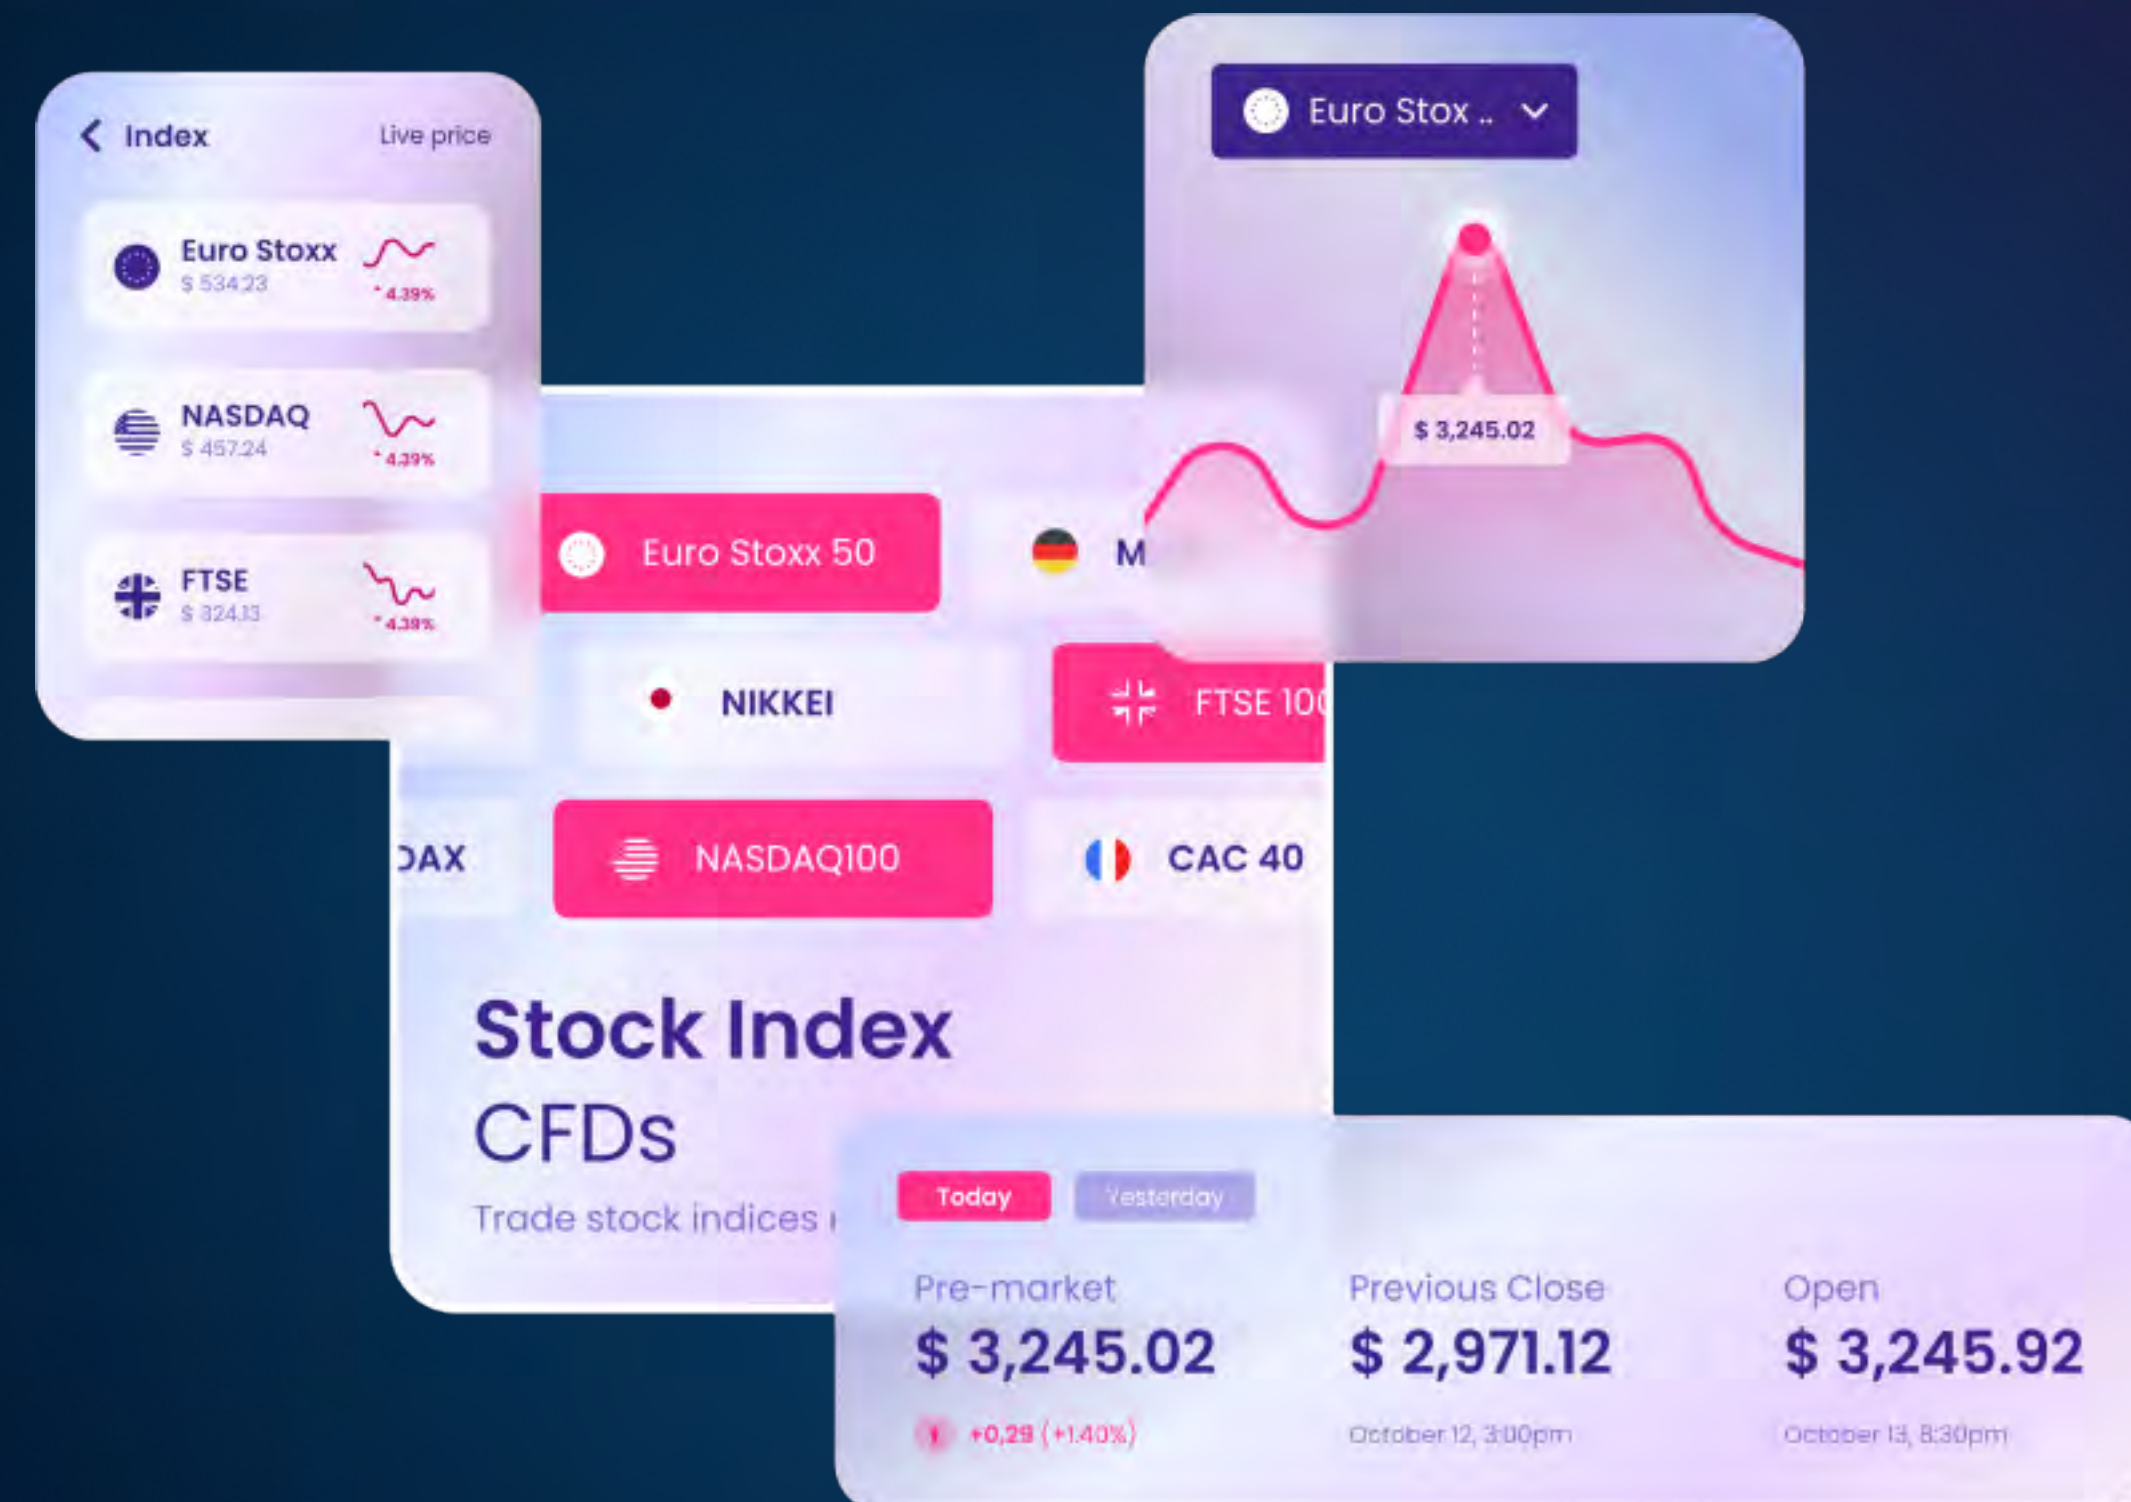 Index
Live price
Euro Stoxx
$ 534.23
4.39%
NASDAQ
$ 457.24
4.39%
FTSE
$ 324.13
4.39%
Euro Stox ..
$ 3,245.02
Euro Stoxx 50
M
NIKKEI
FTSE 100
DAX
NASDAQ100
CAC 40
Stock Index
CFDs
Trade stock indices
Today
Yesterday
Pre-market
Previous Close
Open
$ 3,245.02
$ 2,971.12
$ 3,245.92
+0,29 (+1.40%)
October 12, 3:00pm
October 13, 8:30pm